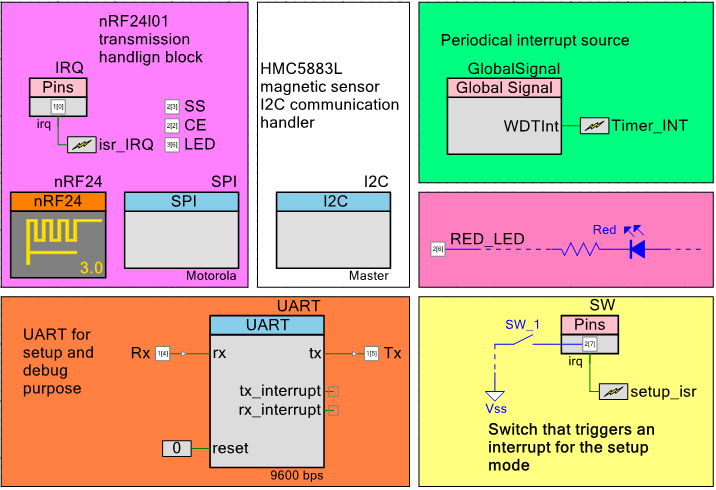 nRF24l01
transmission
handlign block
IRQ
Pins
1[0]
irq
isr_IRQ
2[3] SS
2[2] CE
3[6] LED
nRF24
nRF24
3.0
SPI
SPI
Motorola
HMC5883L
magnetic sensor
I2C communication
handler
I2C
I2C
Master
Periodical interrupt source
GlobalSignal
Global Signal
WDTInt
Timer_INT
2[6] RED_LED
Red
UART for
setup and
debug
purpose
UART
UART
Rx 1[4] rx
tx 1[5] Tx
tx_interrupt
rx_interrupt
0 reset
9600 bps
SW
Pins
SW_1
2[7]
irq
setup_isr
Vss
Switch that triggers an
interrupt for the setup
mode